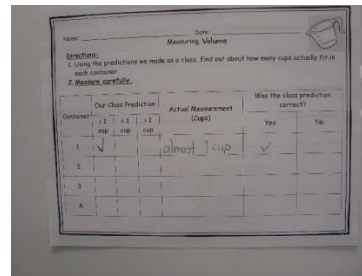 Name: Date:
Measuring Volume
Directions:
1. Using the predictions we made as a class, find out about how many cups actually fit in
each container.
2. Measure carefully.
Container Our Class Prediction Actual Measurement (Cups) Was the class prediction correct?
<1 cup =1 cup >1 cup Yes No
1 ✓ almost 1 cup ✓
2
3
4